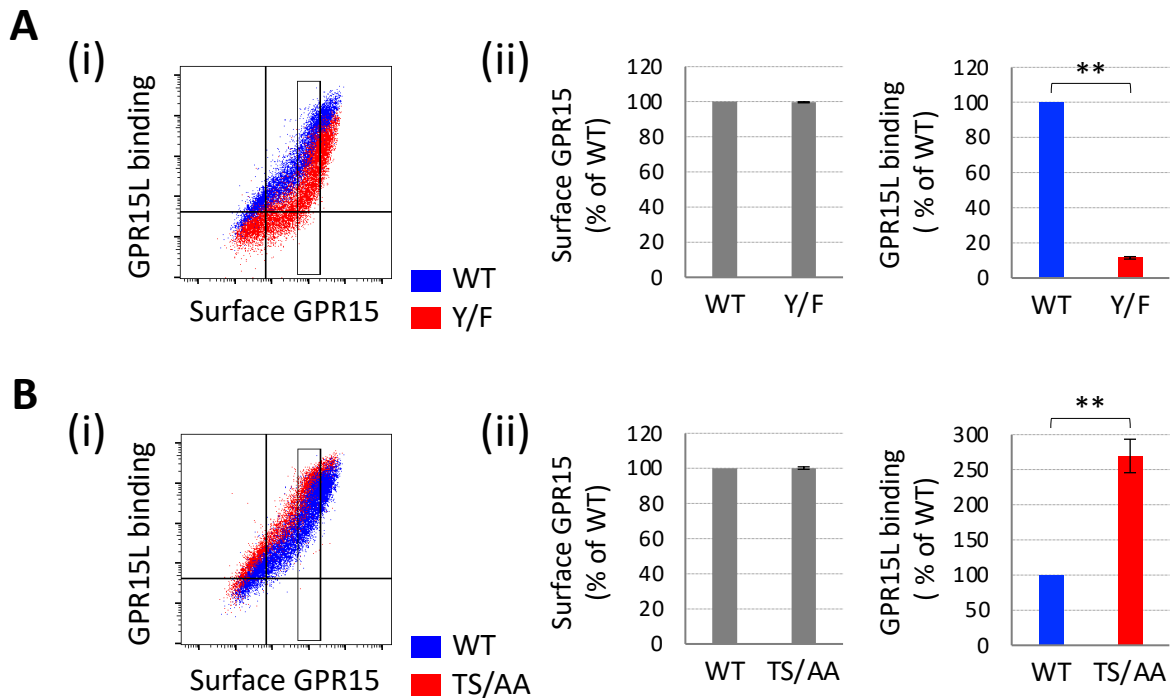 A
(i)
GPR15L binding
Surface GPR15
WT
Y/F
(ii)
Surface GPR15
(% of WT)
120
100
80
60
40
20
0
WT Y/F
GPR15L binding
( % of WT)
120
100
80
60
40
20
0
**
WT Y/F
B
(i)
GPR15L binding
Surface GPR15
WT
TS/AA
(ii)
Surface GPR15
(% of WT)
120
100
80
60
40
20
0
WT TS/AA
GPR15L binding
( % of WT)
300
250
200
150
100
50
0
**
WT TS/AA